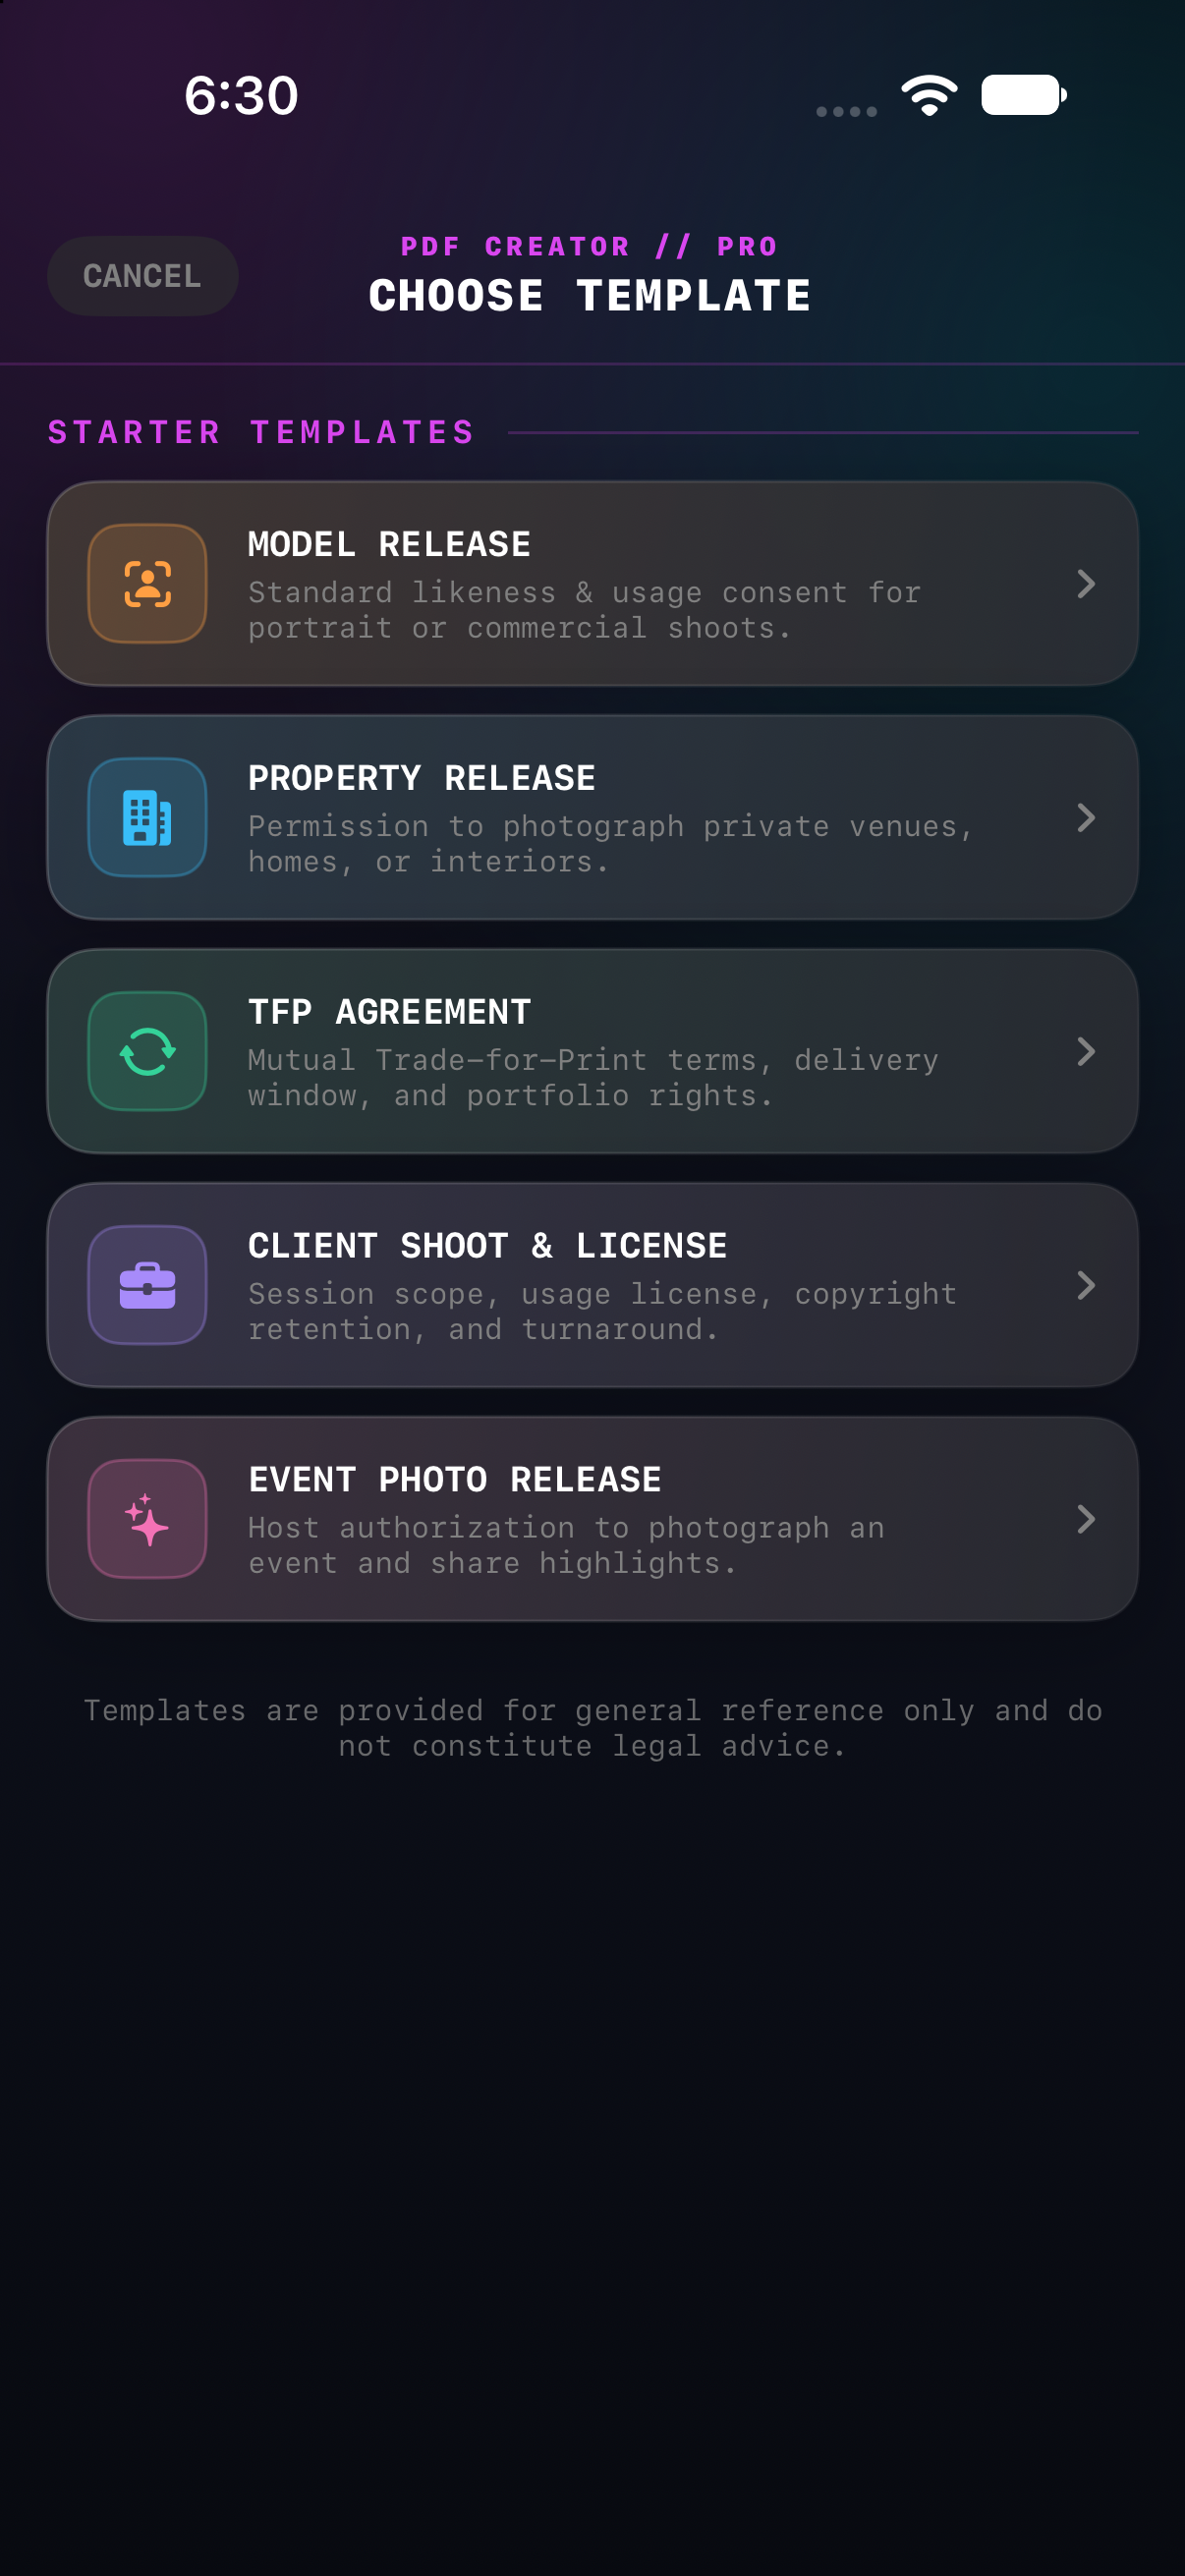 6:30
CANCEL
PDF CREATOR // PRO
CHOOSE TEMPLATE
STARTER TEMPLATES
MODEL RELEASE
Standard likeness & usage consent for
portrait or commercial shoots.
PROPERTY RELEASE
Permission to photograph private venues,
homes, or interiors.
TFP AGREEMENT
Mutual Trade–for–Print terms, delivery
window, and portfolio rights.
CLIENT SHOOT & LICENSE
Session scope, usage license, copyright
retention, and turnaround.
EVENT PHOTO RELEASE
Host authorization to photograph an
event and share highlights.
Templates are provided for general reference only and do
not constitute legal advice.